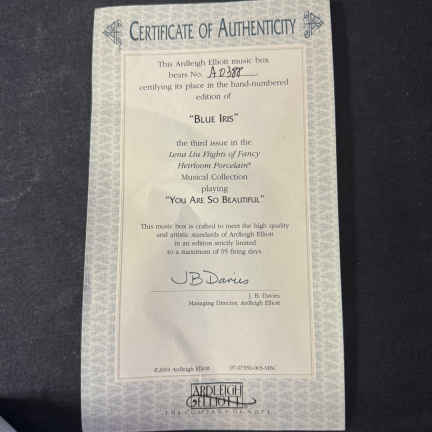 CERTIFICATE OF AUTHENTICITY
This Ardleigh Elliott music box
bears No. A0388
certifying its place in the hand-numbered
edition of
"BLUE IRIS"
the third issue in the
Lena Liu Flights of Fancy
Heirloom Porcelain®
Musical Collection
playing
"YOU ARE SO BEAUTIFUL"
This music box is crafted to meet the high quality
and artistic standards of Ardleigh Elliott
in an edition strictly limited
to a maximum of 95 firing days
JB Davies
J. B. Davies
Managing Director, Ardleigh Elliott
Ardleigh Elliott
ARDLEIGH
ELLIOTT